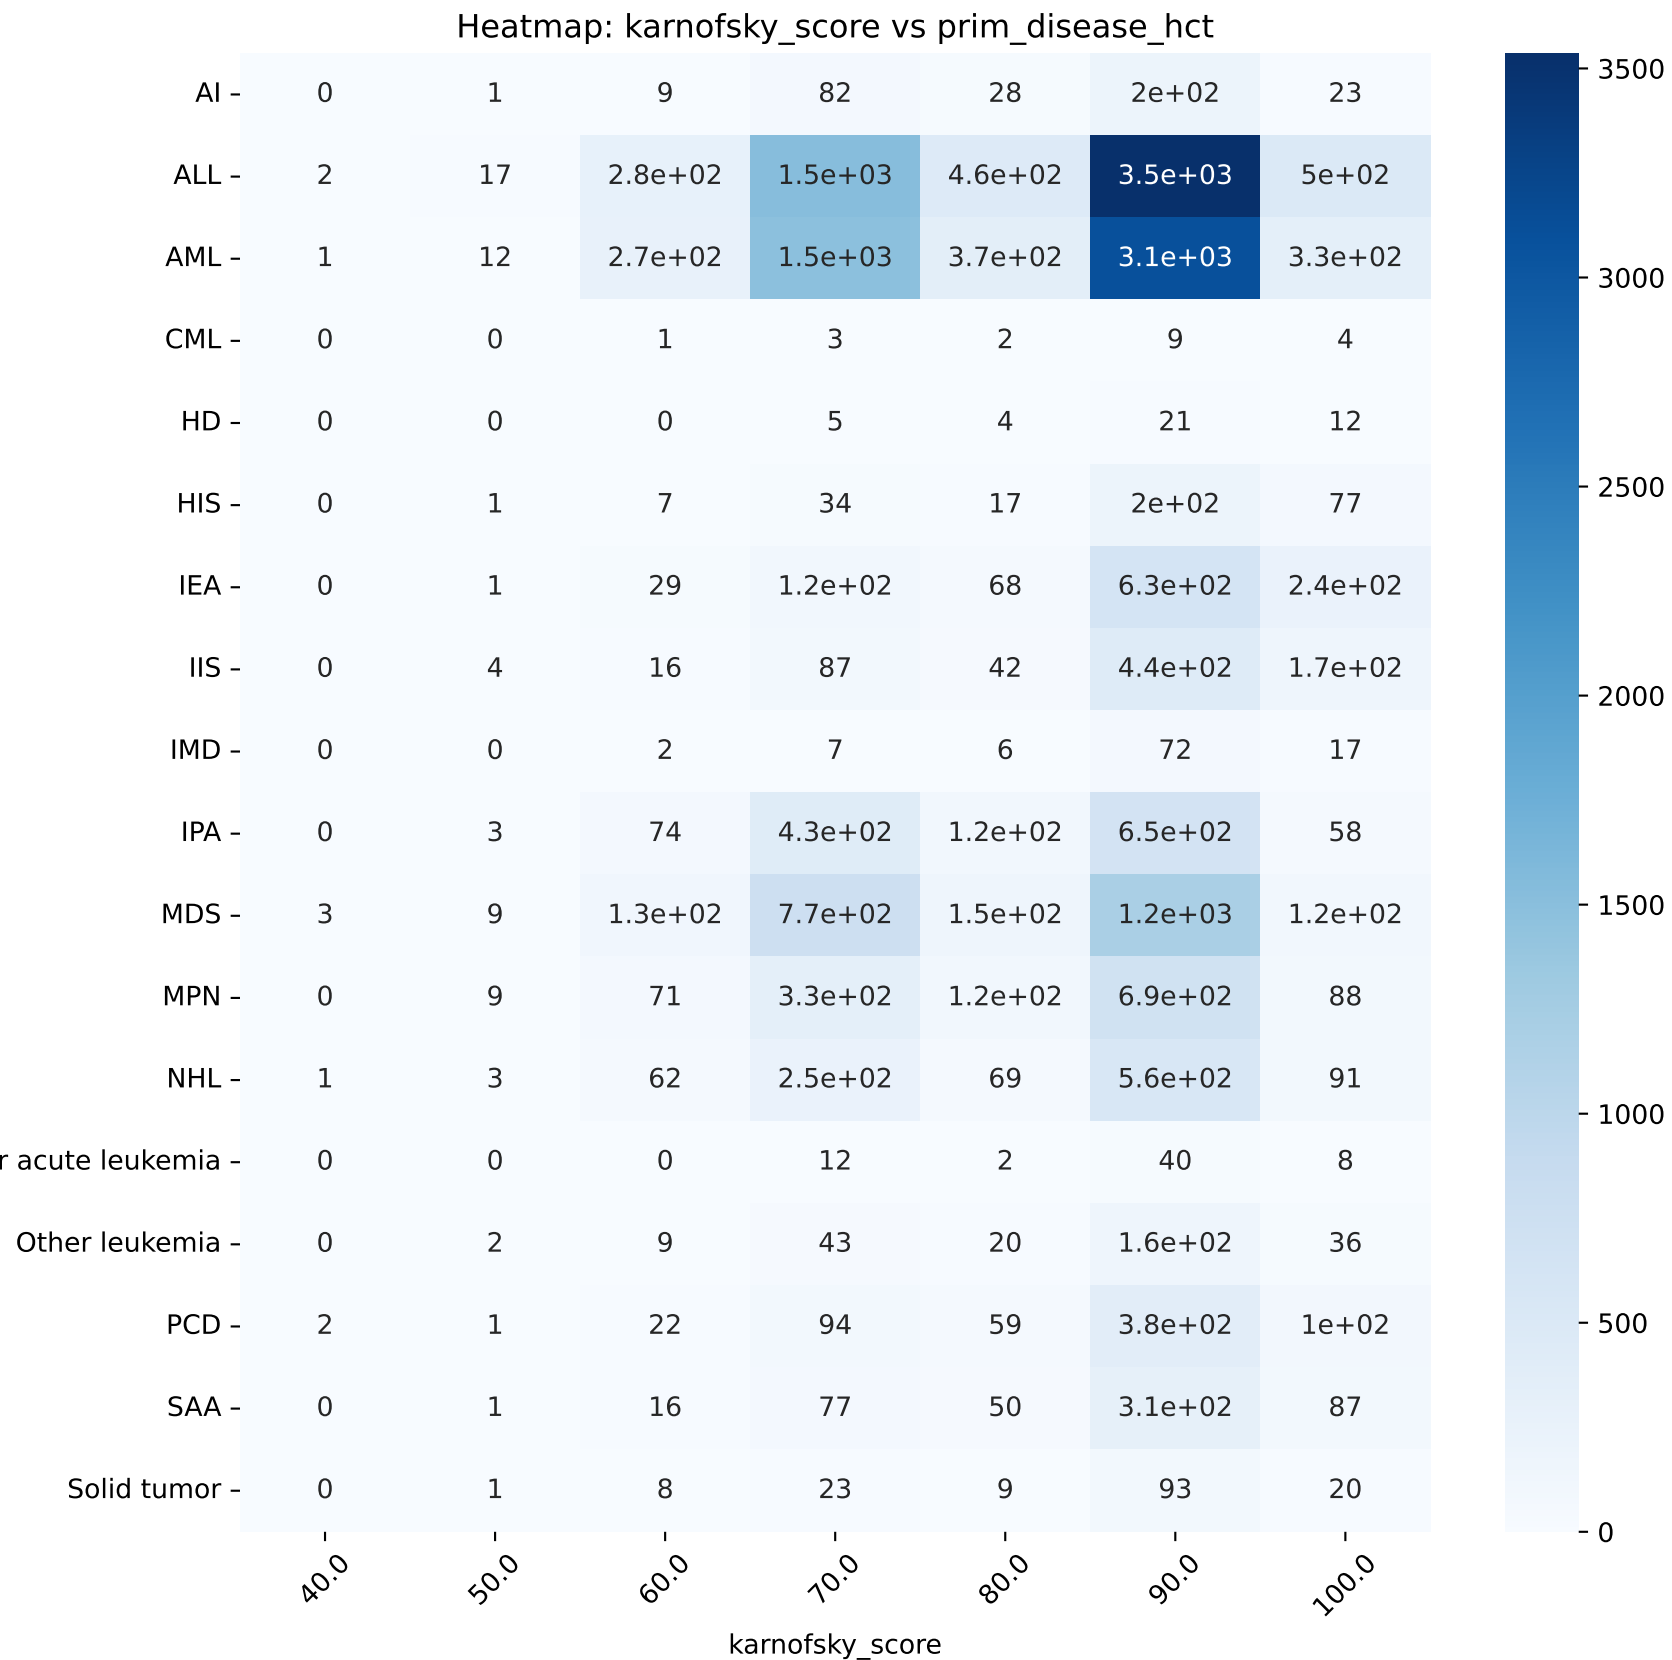 Heatmap: karnofsky_score vs prim_disease_hct
AI 0 1 9 82 28 2e+02 23
ALL 2 17 2.8e+02 1.5e+03 4.6e+02 3.5e+03 5e+02
AML 1 12 2.7e+02 1.5e+03 3.7e+02 3.1e+03 3.3e+02
CML 0 0 1 3 2 9 4
HD 0 0 0 5 4 21 12
HIS 0 1 7 34 17 2e+02 77
IEA 0 1 29 1.2e+02 68 6.3e+02 2.4e+02
IIS 0 4 16 87 42 4.4e+02 1.7e+02
IMD 0 0 2 7 6 72 17
IPA 0 3 74 4.3e+02 1.2e+02 6.5e+02 58
MDS 3 9 1.3e+02 7.7e+02 1.5e+02 1.2e+03 1.2e+02
MPN 0 9 71 3.3e+02 1.2e+02 6.9e+02 88
NHL 1 3 62 2.5e+02 69 5.6e+02 91
r acute leukemia 0 0 0 12 2 40 8
Other leukemia 0 2 9 43 20 1.6e+02 36
PCD 2 1 22 94 59 3.8e+02 1e+02
SAA 0 1 16 77 50 3.1e+02 87
Solid tumor 0 1 8 23 9 93 20
40.0 50.0 60.0 70.0 80.0 90.0 100.0
karnofsky_score
3500
3000
2500
2000
1500
1000
500
0